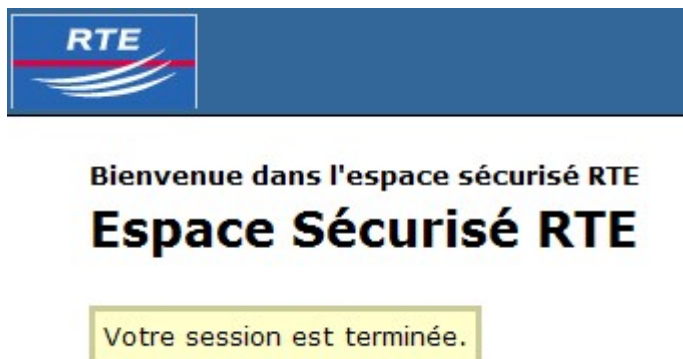 RTE
Bienvenue dans l'espace sécurisé RTE
Espace Sécurisé RTE
Votre session est terminée.